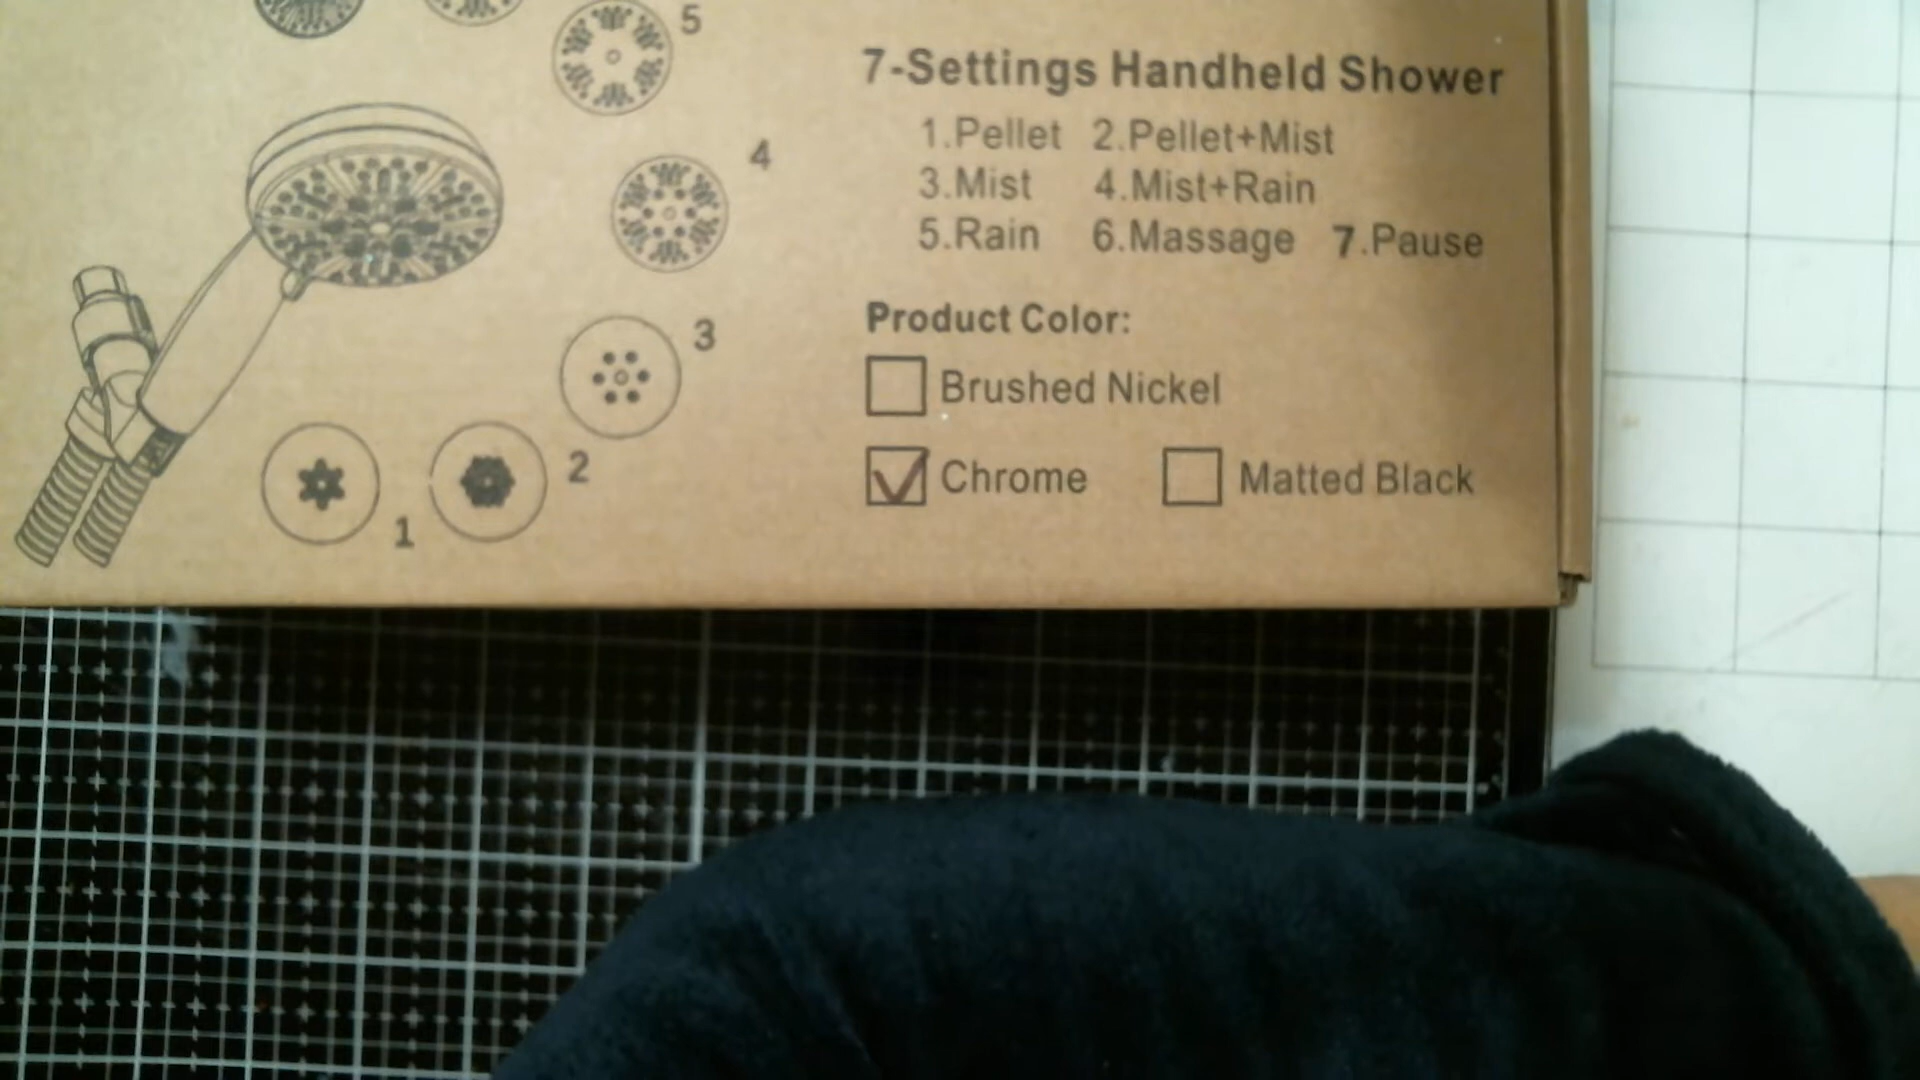 5
7-Settings Handheld Shower
1.Pellet 2.Pellet+Mist
4
3.Mist 4.Mist+Rain
5.Rain 6.Massage 7.Pause
3
Product Color:
Brushed Nickel
2
Chrome Matted Black
1